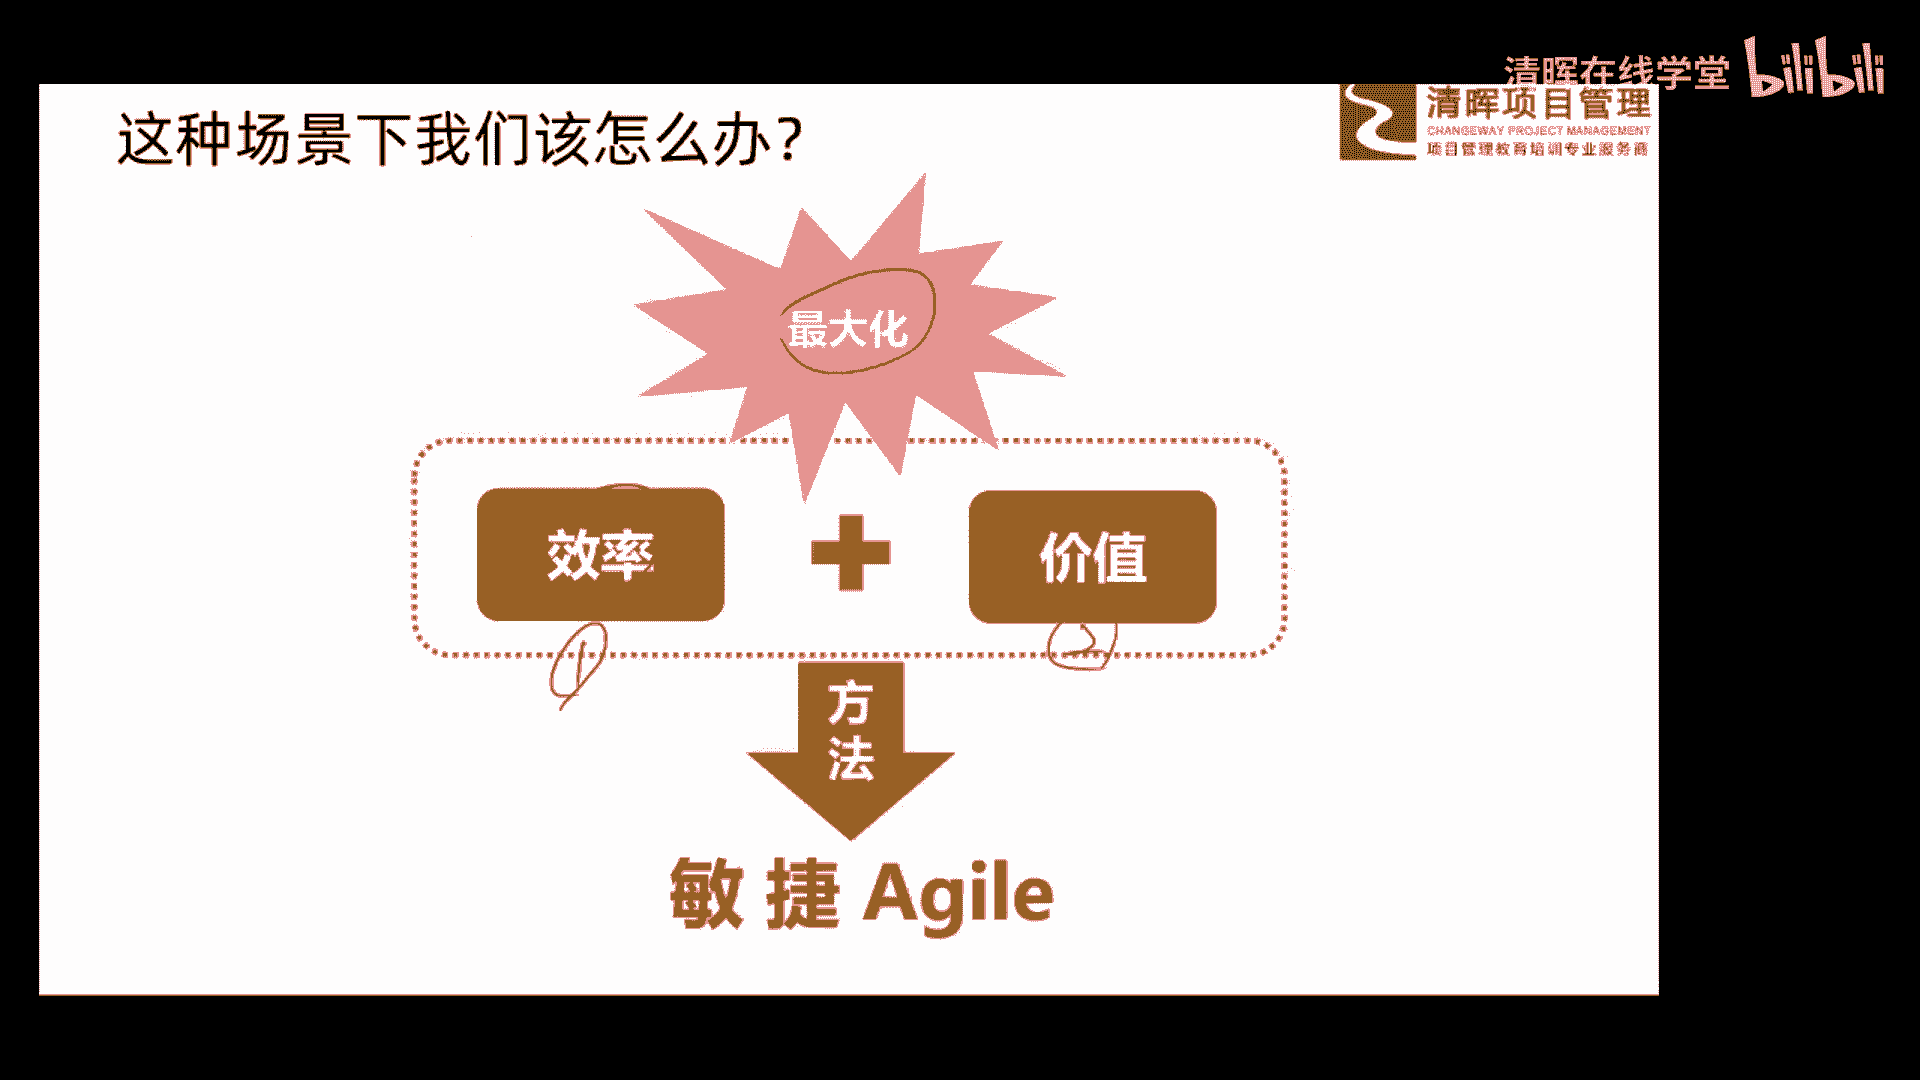 清晖在线学堂 bilibili
清晖项目管理
CHANGEWAY PROJECT MANAGEMENT
项目管理教育培训专业服务商
这种场景下我们该怎么办？
最大化
效率
价值
1
2
方
法
敏 捷 Agile